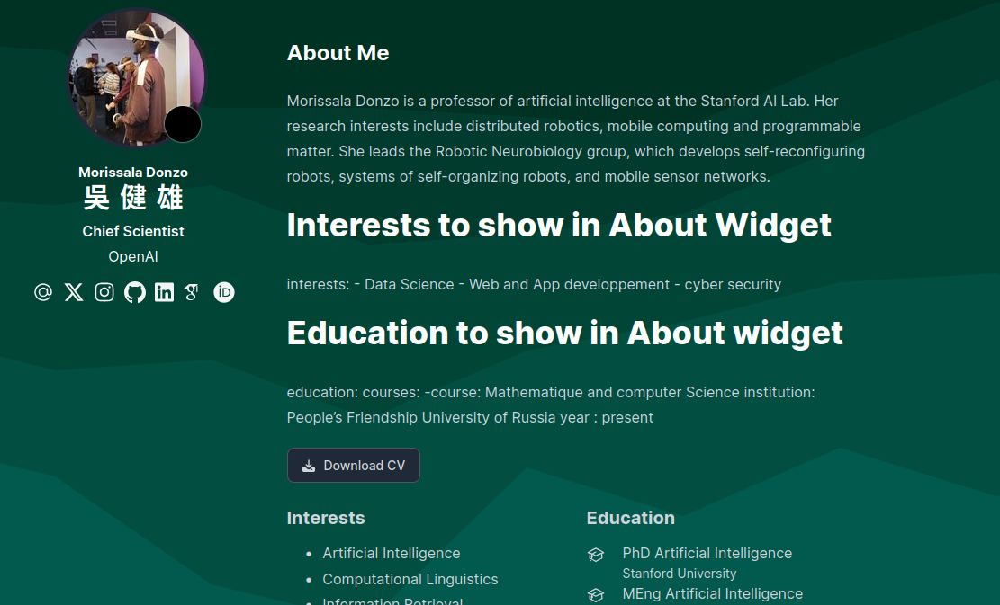 Morissala Donzo
吳健雄
Chief Scientist
OpenAI
About Me
Morissala Donzo is a professor of artificial intelligence at the Stanford AI Lab. Her
research interests include distributed robotics, mobile computing and programmable
matter. She leads the Robotic Neurobiology group, which develops self-reconfiguring
robots, systems of self-organizing robots, and mobile sensor networks.
Interests to show in About Widget
interests: - Data Science - Web and App developpement - cyber security
Education to show in About widget
education: courses: -course: Mathematique and computer Science institution:
People’s Friendship University of Russia year : present
Download CV
Interests
Artificial Intelligence
Computational Linguistics
Information Retrieval
Education
PhD Artificial Intelligence
Stanford University
MEng Artificial Intelligence